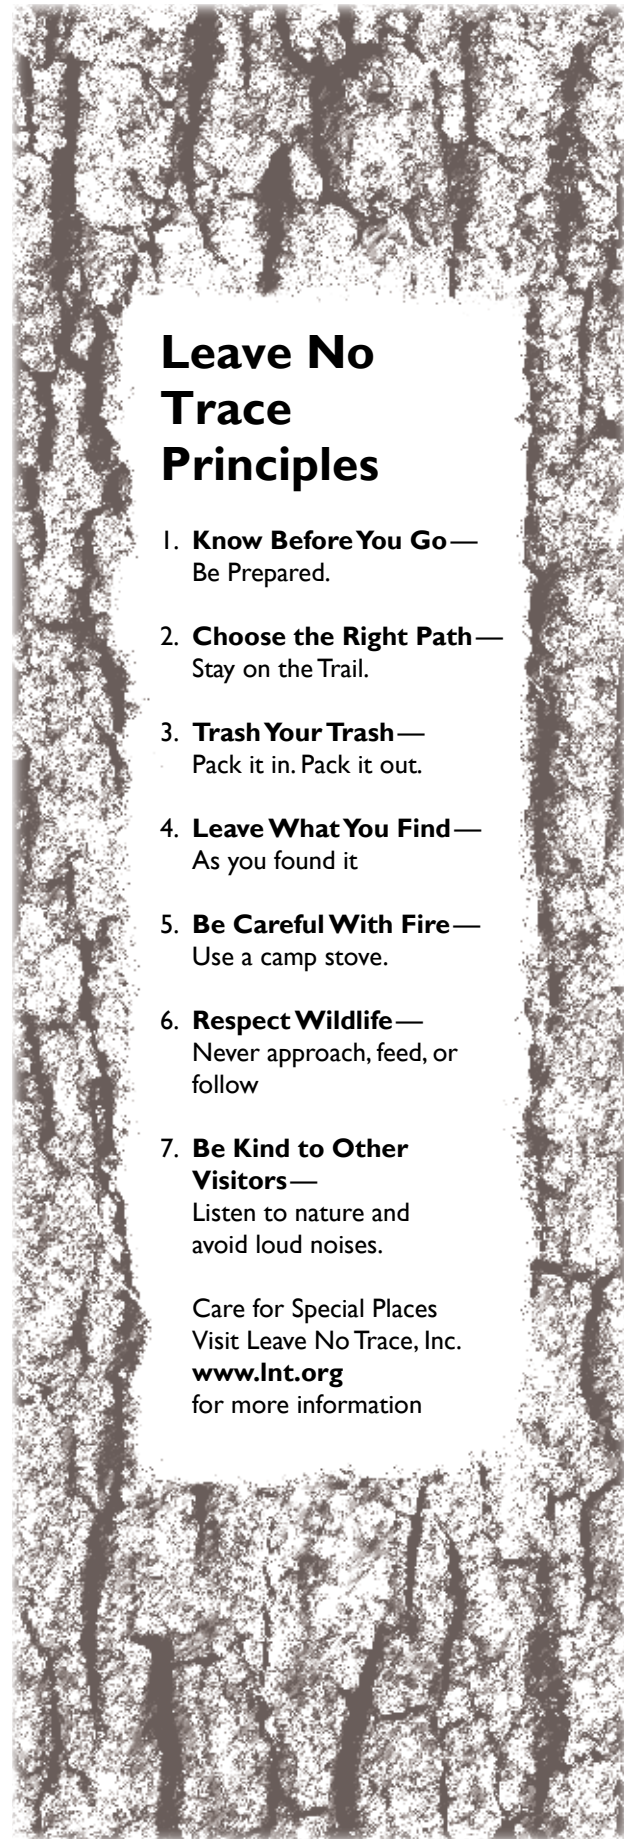 Leave No
Trace
Principles
1. Know Before You Go—
Be Prepared.
2. Choose the Right Path—
Stay on the Trail.
3. Trash Your Trash—
Pack it in. Pack it out.
4. Leave What You Find—
As you found it
5. Be Careful With Fire—
Use a camp stove.
6. Respect Wildlife—
Never approach, feed, or
follow
7. Be Kind to Other
Visitors—
Listen to nature and
avoid loud noises.
Care for Special Places
Visit Leave No Trace, Inc.
www.lnt.org
for more information